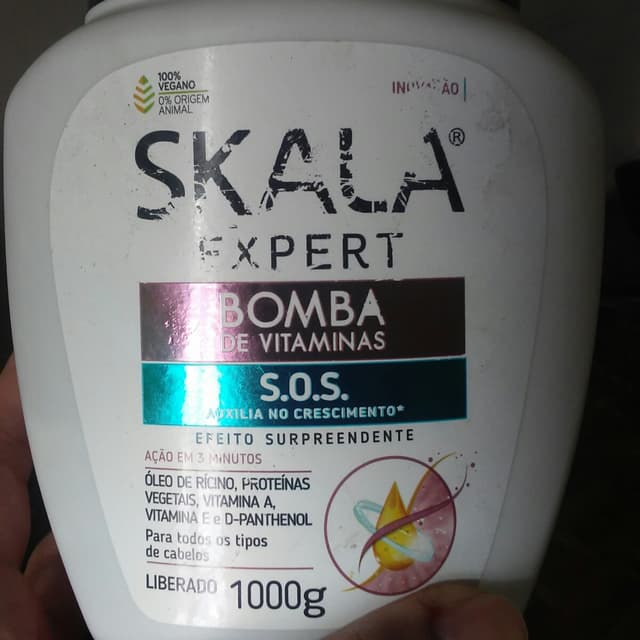 100%
VEGANO
0% ORIGEM
ANIMAL
INOVAÇÃO
SKALA®
EXPERT
BOMBA
DE VITAMINAS
S.O.S.
AUXILIA NO CRESCIMENTO*
EFEITO SURPREENDENTE
AÇÃO EM 3 MINUTOS
ÓLEO DE RÍCINO, PROTEÍNAS
VEGETAIS, VITAMINA A,
VITAMINA E e D-PANTHENOL
Para todos os tipos
de cabelos
LIBERADO 1000g